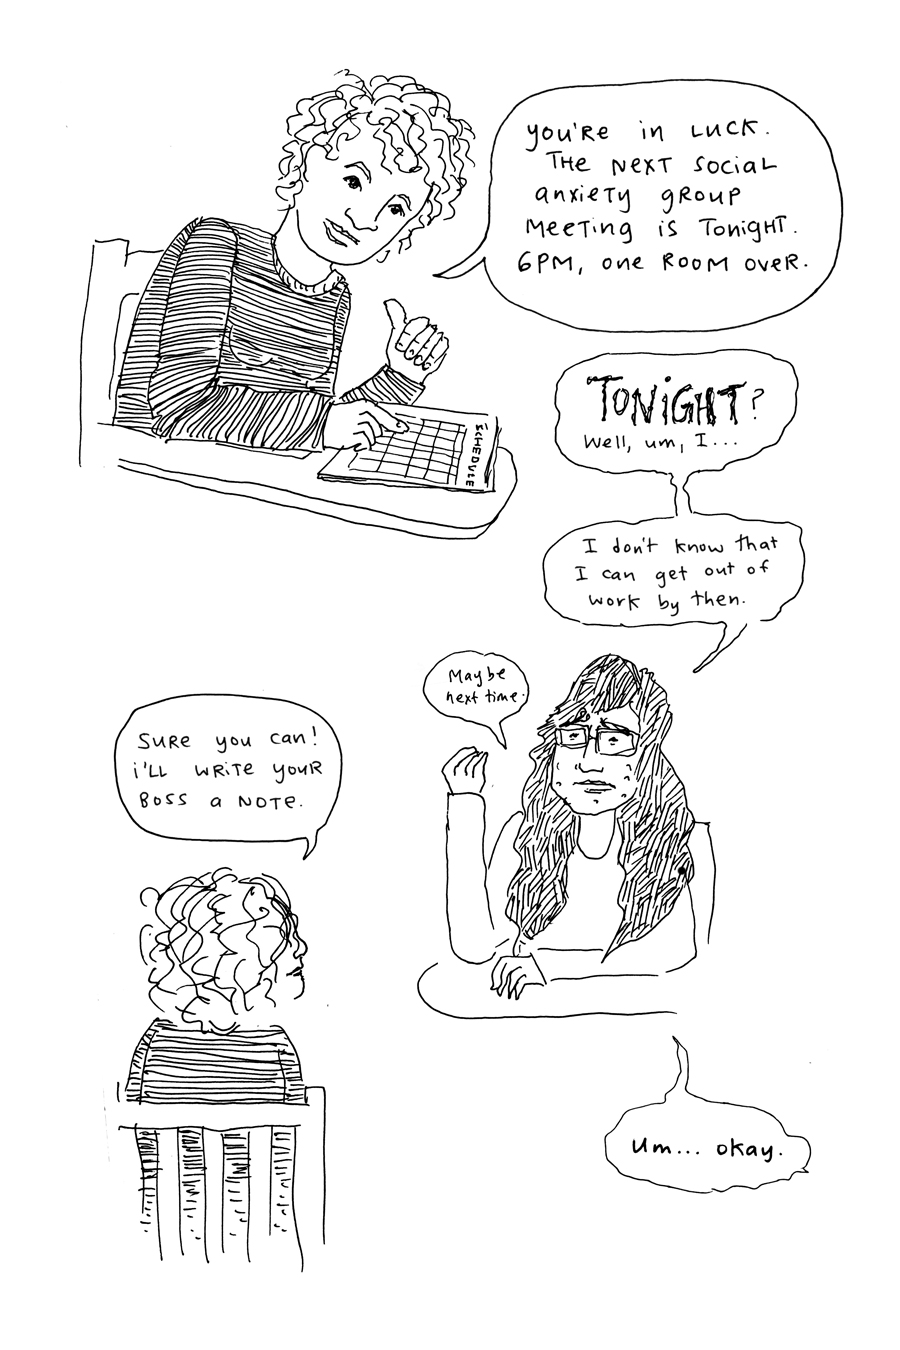 you're in luck.
The next social
anxiety group
meeting is tonight.
6pm, one room over.
SCHEDULE
TONIGHT?
Well, um, I...
I don't know that
I can get out of
work by then.
Maybe
next time.
Sure you can!
i'll write your
boss a note.
um... okay.